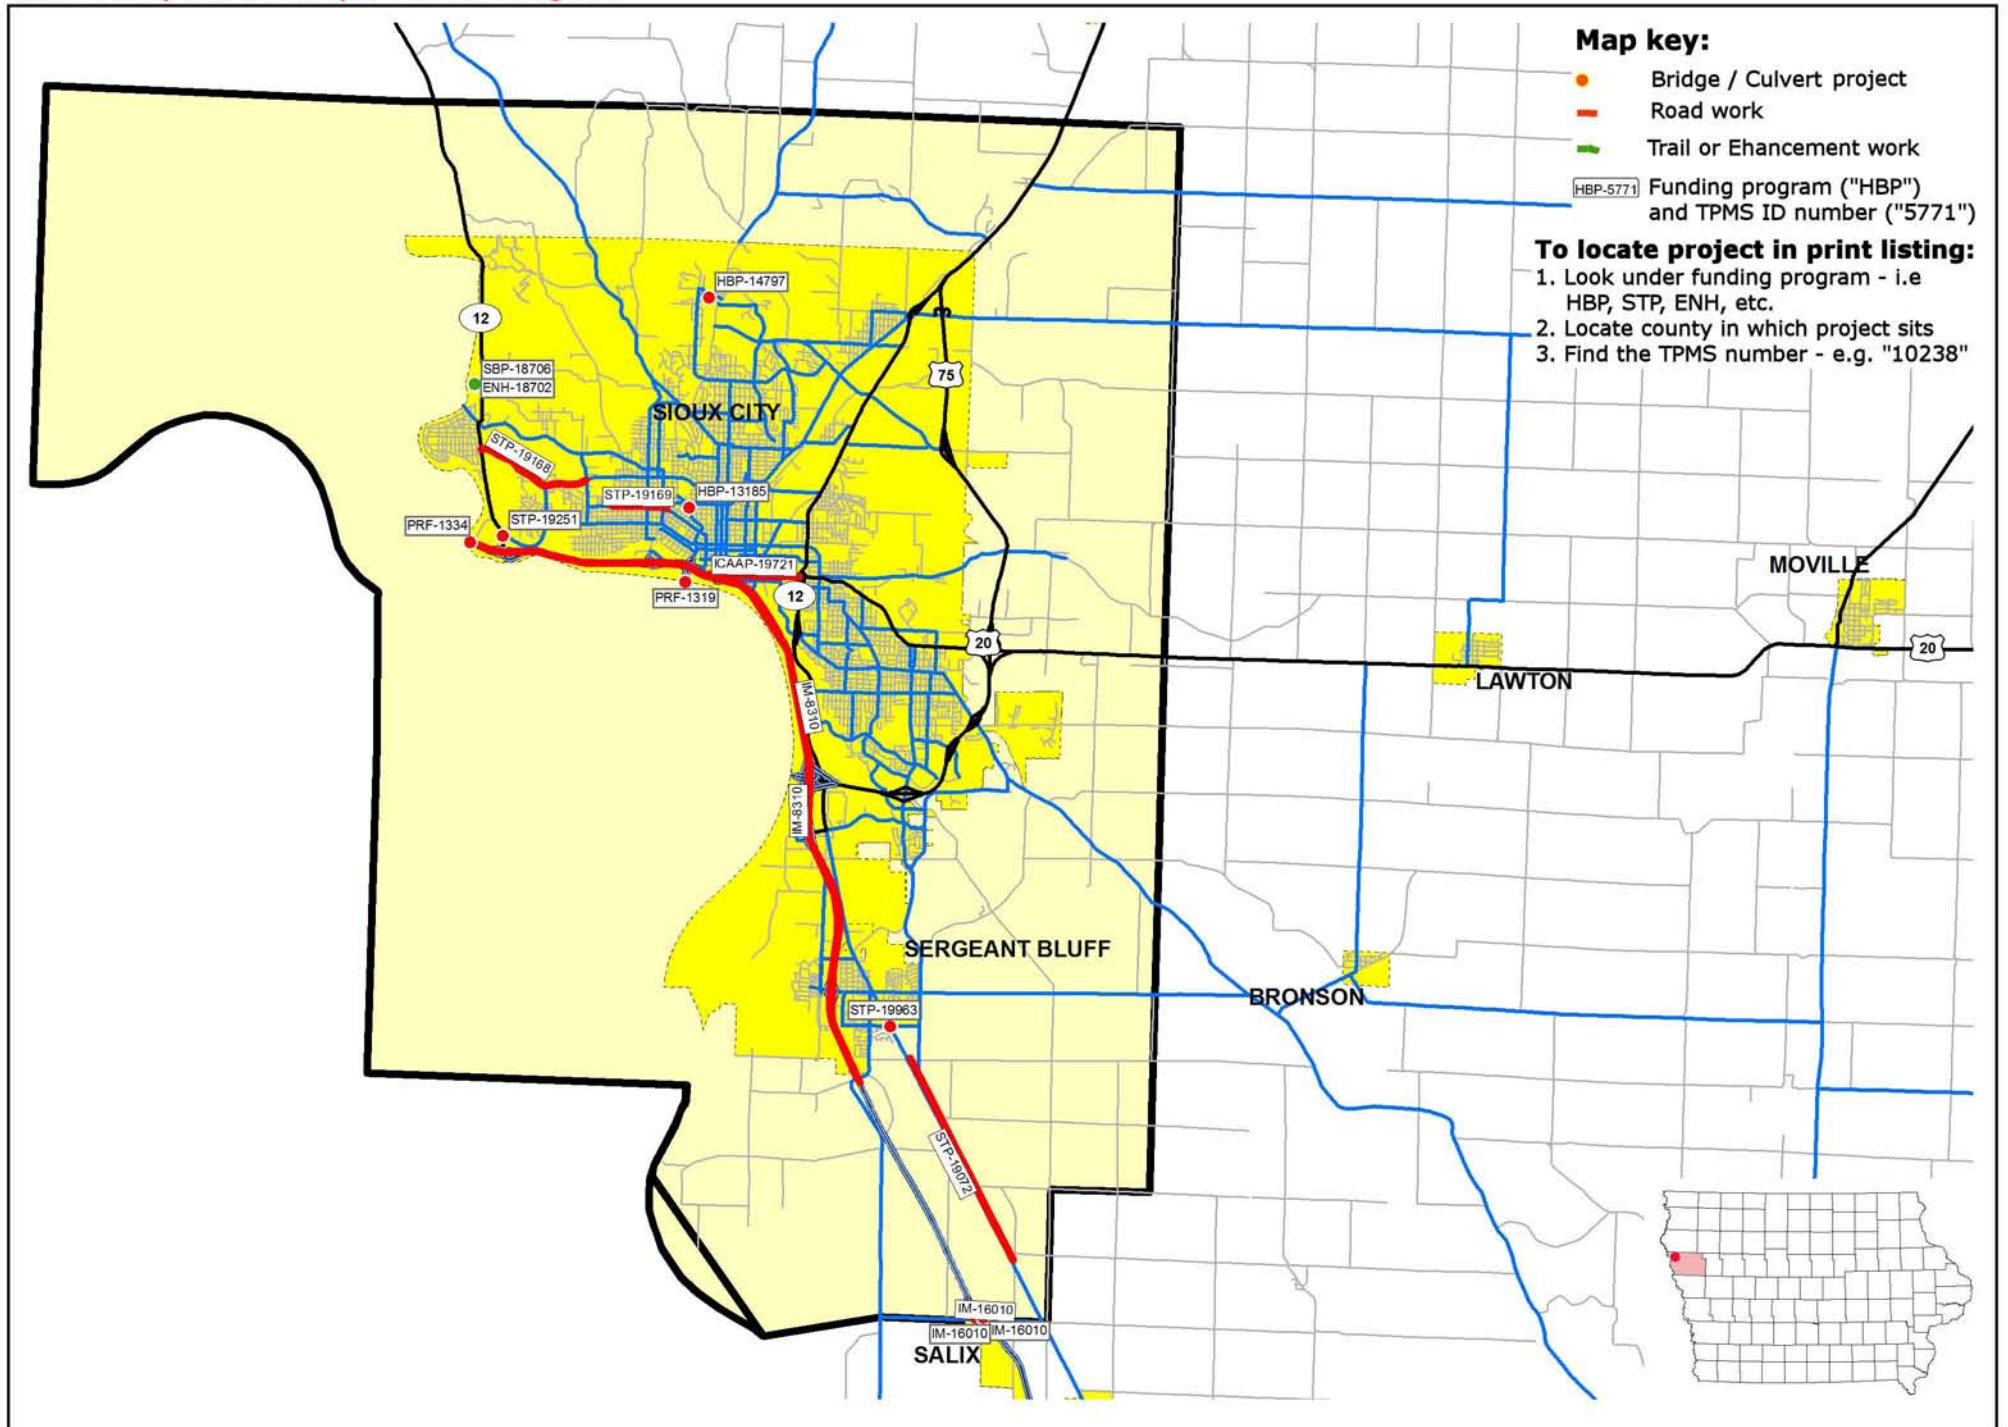 Map key:
Bridge / Culvert project
Road work
Trail or Ehancement work
HBP-5771
Funding program ("HBP")
and TPMS ID number ("5771")
To locate project in print listing:
1. Look under funding program - i.e
HBP, STP, ENH, etc.
2. Locate county in which project sits
3. Find the TPMS number - e.g. "10238"
HBP-14797
12
SBP-18706
ENH-18702
75
SIOUX CITY
STP-19168
STP-19169
HBP-13185
PRF-1334
STP-19251
ICAAP-19721
PRF-1319
12
MOVILLE
20
20
LAWTON
IM-8310
IM-8310
SERGEANT BLUFF
BRONSON
STP-19963
STP-19072
IM-16010
IM-16010
IM-16010
SALIX